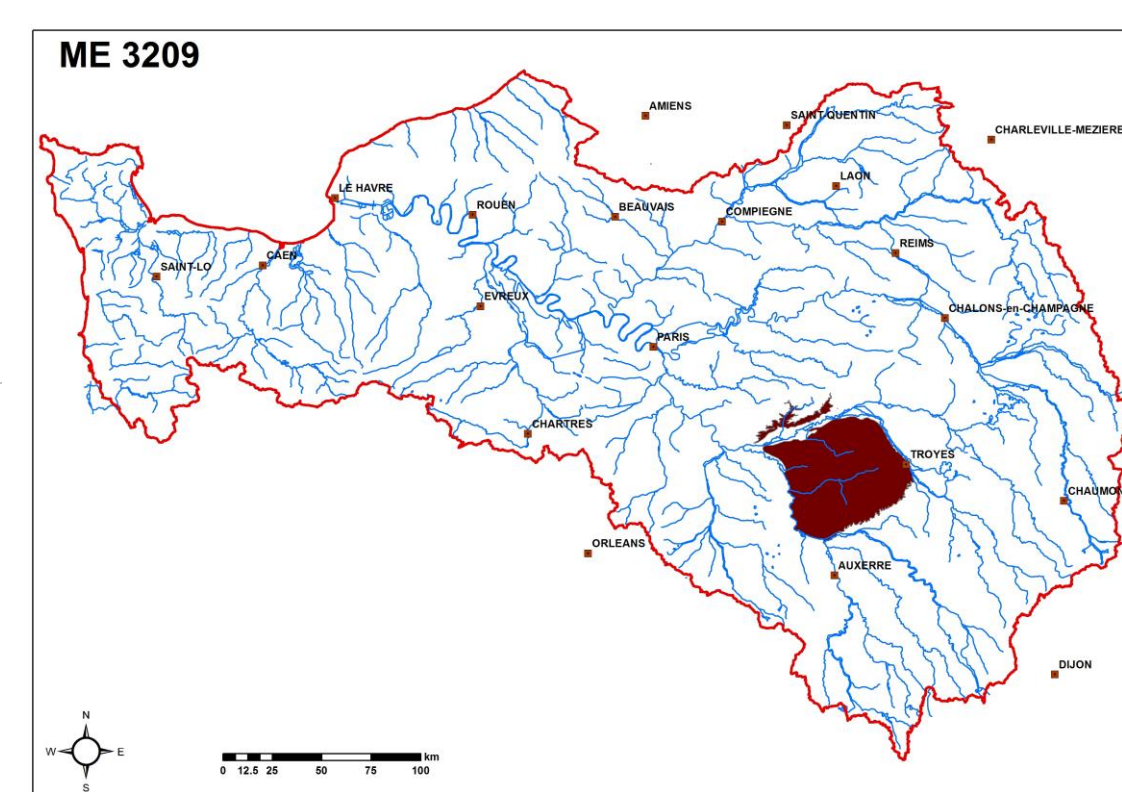 ME 3209
AMIENS
SAINT-QUENTIN
CHARLEVILLE-MEZIERE
LAON
LE HAVRE
ROUEN
BEAUVAIS
COMPIEGNE
REIMS
CAEN
SAINT-LO
EVREUX
CHALONS-en-CHAMPAGNE
PARIS
CHARTRES
TROYES
CHAUMON
ORLEANS
AUXERRE
DIJON
N
W E
S
km
0 12.5 25 50 75 100